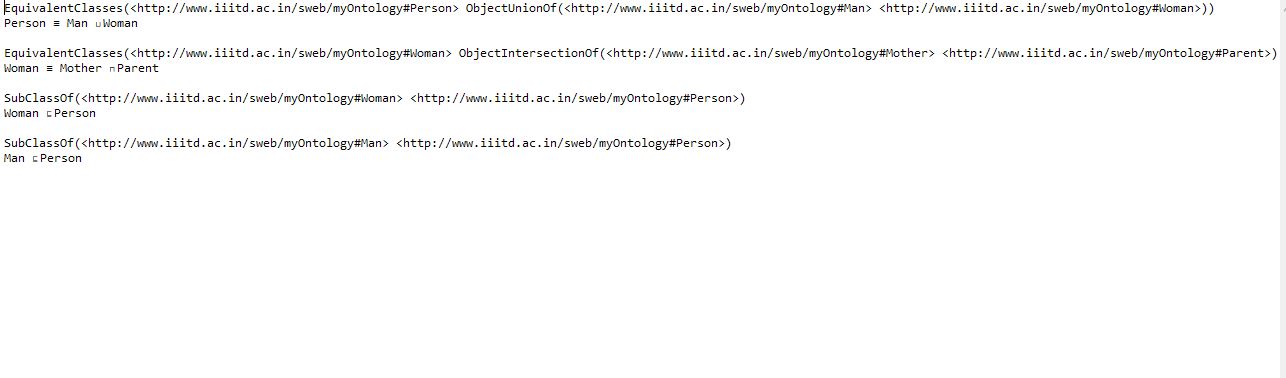 EquivalentClasses(<http://www.iiitd.ac.in/sweb/myOntology#Person> ObjectUnionOf(<http://www.iiitd.ac.in/sweb/myOntology#Man> <http://www.iiitd.ac.in/sweb/myOntology#Woman>))
Person ≡ Man ⊔Woman
EquivalentClasses(<http://www.iiitd.ac.in/sweb/myOntology#Woman> ObjectIntersectionOf(<http://www.iiitd.ac.in/sweb/myOntology#Mother> <http://www.iiitd.ac.in/sweb/myOntology#Parent>)
Woman ≡ Mother ⊓Parent
SubClassOf(<http://www.iiitd.ac.in/sweb/myOntology#Woman> <http://www.iiitd.ac.in/sweb/myOntology#Person>)
Woman ⊑Person
SubClassOf(<http://www.iiitd.ac.in/sweb/myOntology#Man> <http://www.iiitd.ac.in/sweb/myOntology#Person>)
Man ⊑Person